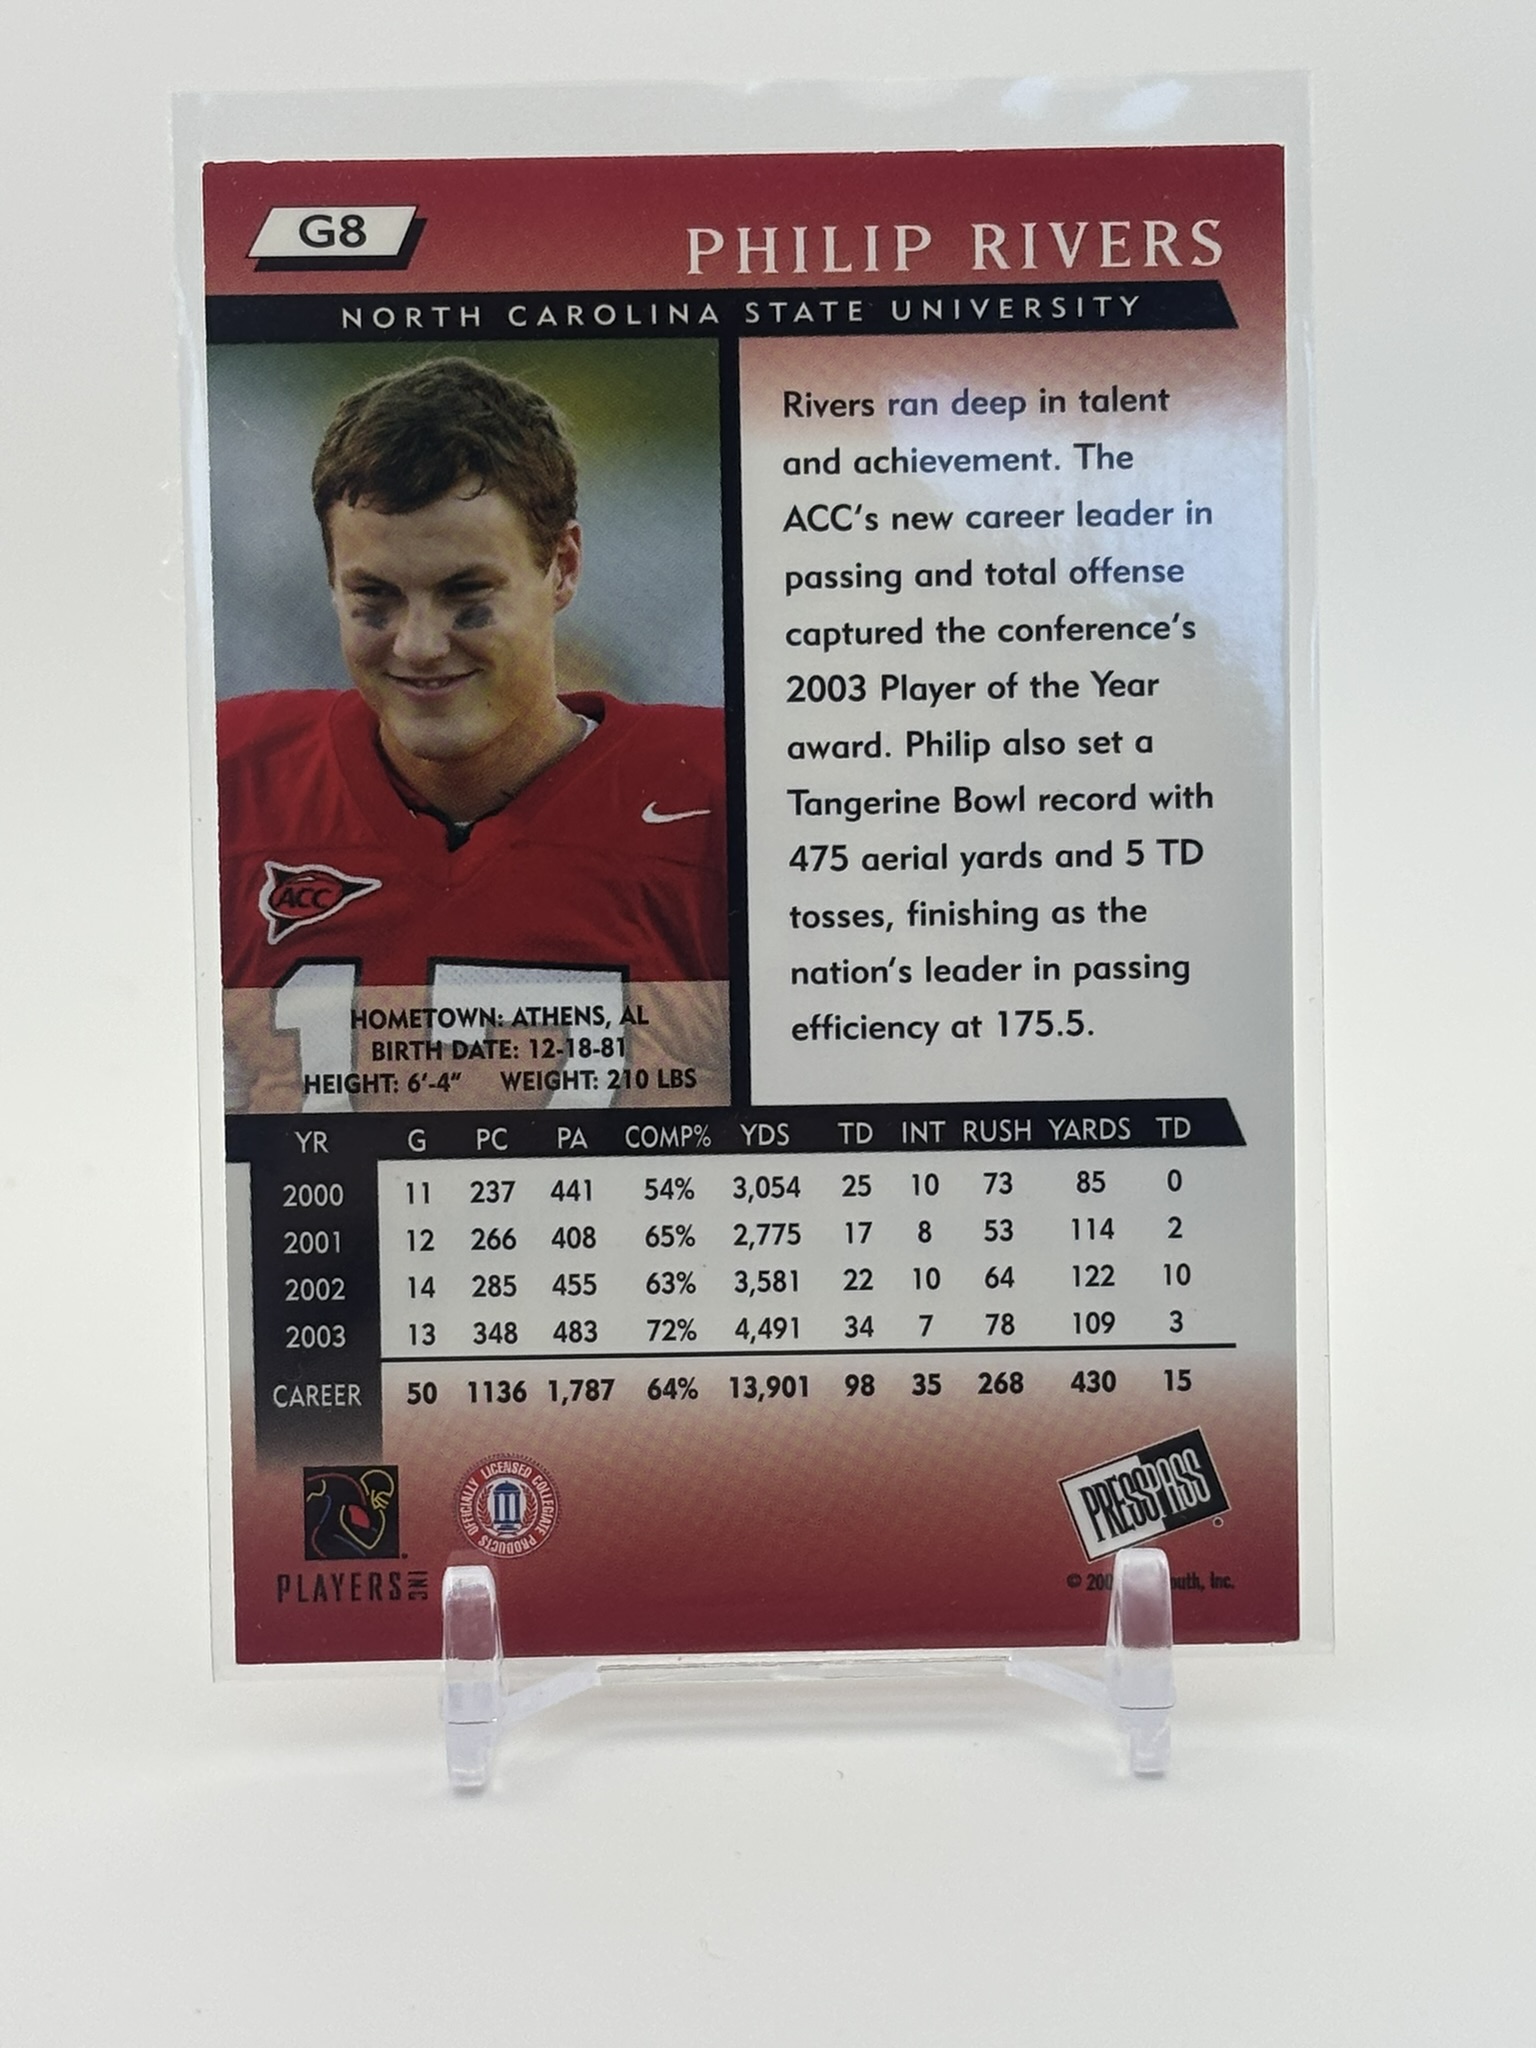 G8
PHILIP RIVERS
NORTH CAROLINA STATE UNIVERSITY
Rivers ran deep in talent
and achievement. The
ACC's new career leader in
passing and total offense
captured the conference's
2003 Player of the Year
award. Philip also set a
Tangerine Bowl record with
475 aerial yards and 5 TD
tosses, finishing as the
nation's leader in passing
efficiency at 175.5.
ACC
17
HOMETOWN: ATHENS, AL
BIRTH DATE: 12-18-81
HEIGHT: 6'-4" WEIGHT: 210 LBS
YR G PC PA COMP% YDS TD INT RUSH YARDS TD
2000 11 237 441 54% 3,054 25 10 73 85 0
2001 12 266 408 65% 2,775 17 8 53 114 2
2002 14 285 455 63% 3,581 22 10 64 122 10
2003 13 348 483 72% 4,491 34 7 78 109 3
CAREER 50 1136 1,787 64% 13,901 98 35 268 430 15
PLAYERS INC
OFFICIALLY LICENSED COLLEGIATE PRODUCTS
PRESSPASS
© Inc.